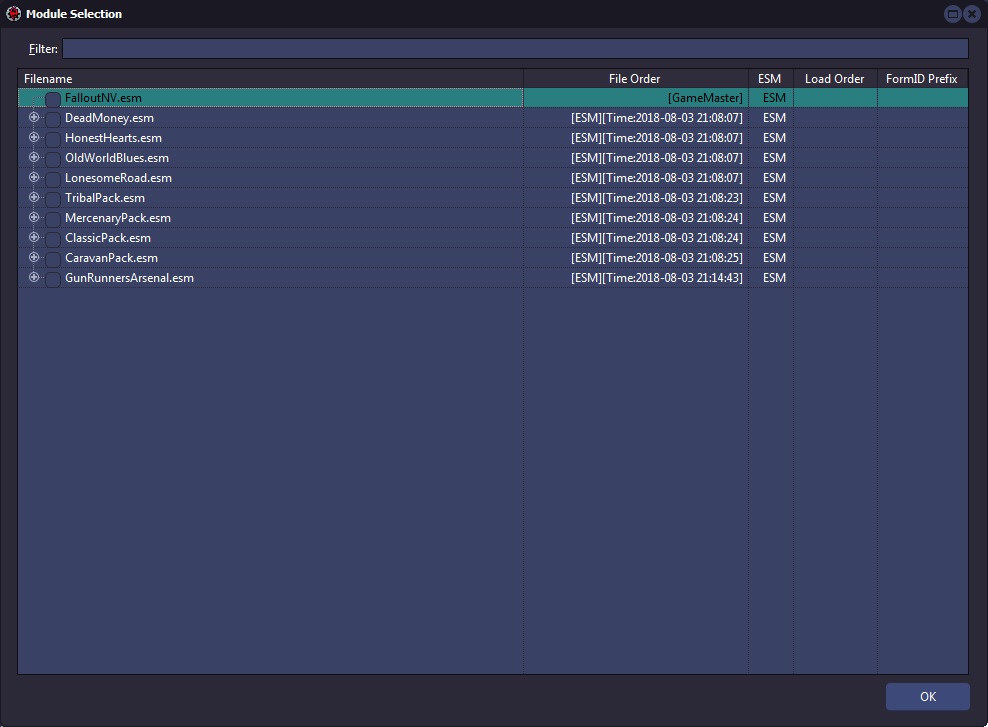 Module Selection
Filter:
Filename File Order ESM Load Order FormID Prefix
FalloutNV.esm [GameMaster] ESM
DeadMoney.esm [ESM][Time:2018-08-03 21:08:07] ESM
HonestHearts.esm [ESM][Time:2018-08-03 21:08:07] ESM
OldWorldBlues.esm [ESM][Time:2018-08-03 21:08:07] ESM
LonesomeRoad.esm [ESM][Time:2018-08-03 21:08:07] ESM
TribalPack.esm [ESM][Time:2018-08-03 21:08:23] ESM
MercenaryPack.esm [ESM][Time:2018-08-03 21:08:24] ESM
ClassicPack.esm [ESM][Time:2018-08-03 21:08:24] ESM
CaravanPack.esm [ESM][Time:2018-08-03 21:08:25] ESM
GunRunnersArsenal.esm [ESM][Time:2018-08-03 21:14:43] ESM
OK